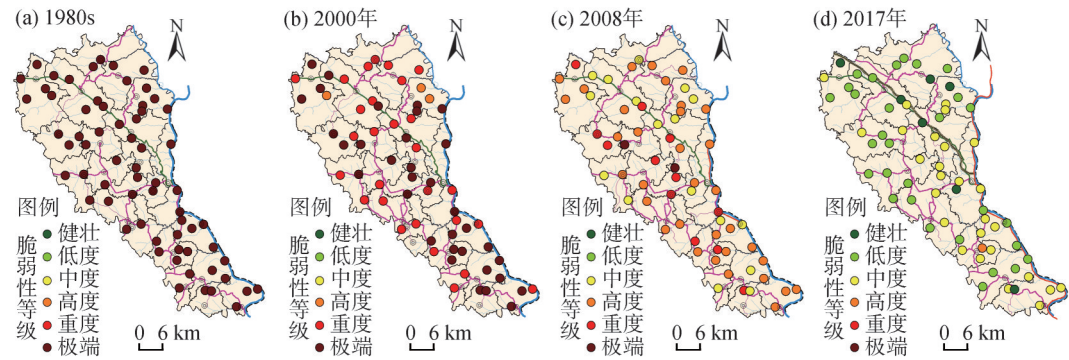 (a) 1980s
N
图例
脆弱性等级
健壮
低度
中度
高度
重度
极端
0 6 km
(b) 2000年
N
图例
脆弱性等级
健壮
低度
中度
高度
重度
极端
0 6 km
(c) 2008年
N
图例
脆弱性等级
健壮
低度
中度
高度
重度
极端
0 6 km
(d) 2017年
N
图例
脆弱性等级
健壮
低度
中度
高度
重度
极端
0 6 km